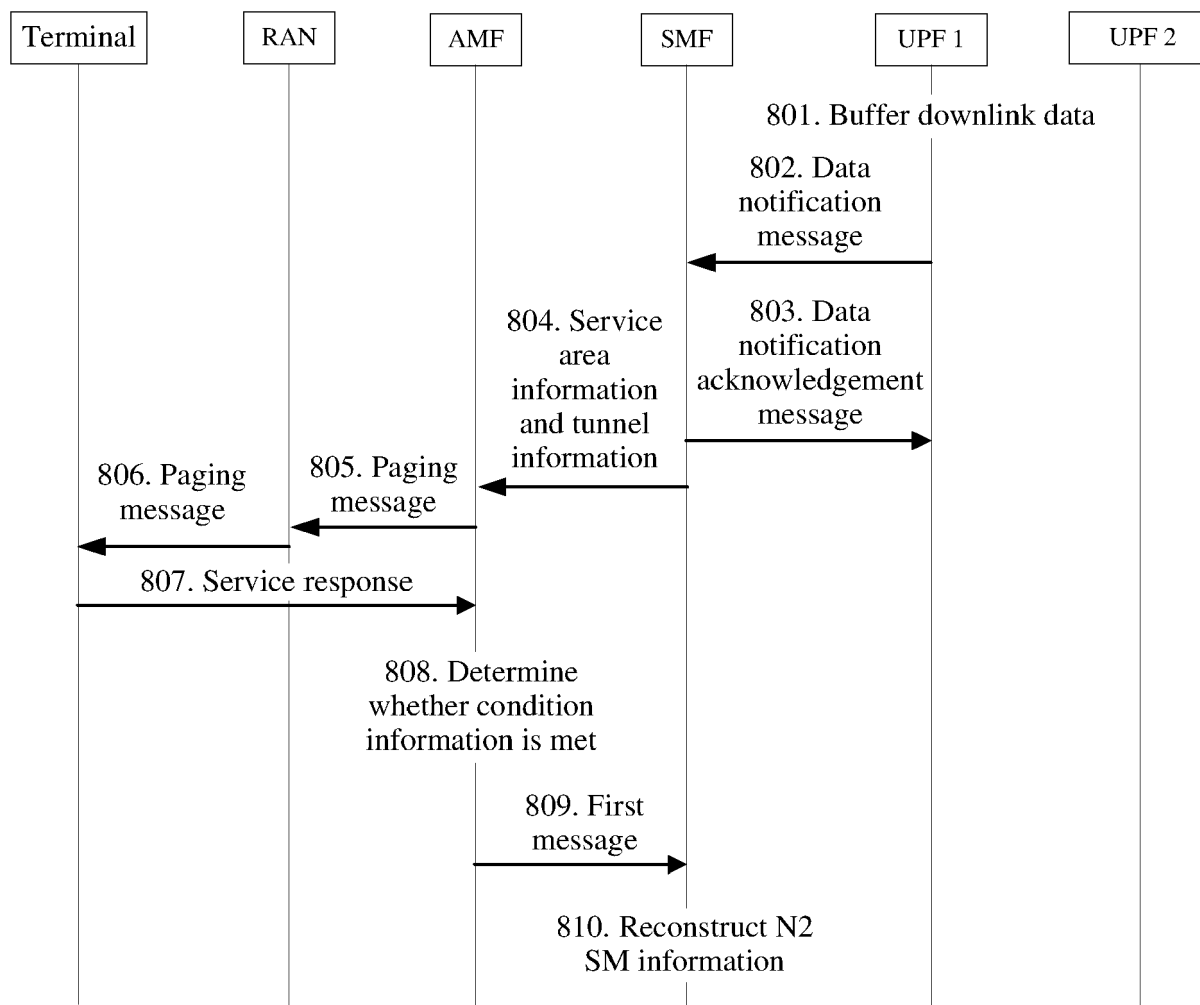 Terminal
RAN
AMF
SMF
UPF 1
UPF 2
801. Buffer downlink data
802. Data
notification
message
803. Data
notification
acknowledgement
message
804. Service
area
information
and tunnel
information
805. Paging
message
806. Paging
message
807. Service response
808. Determine
whether condition
information is met
809. First
message
810. Reconstruct N2
SM information